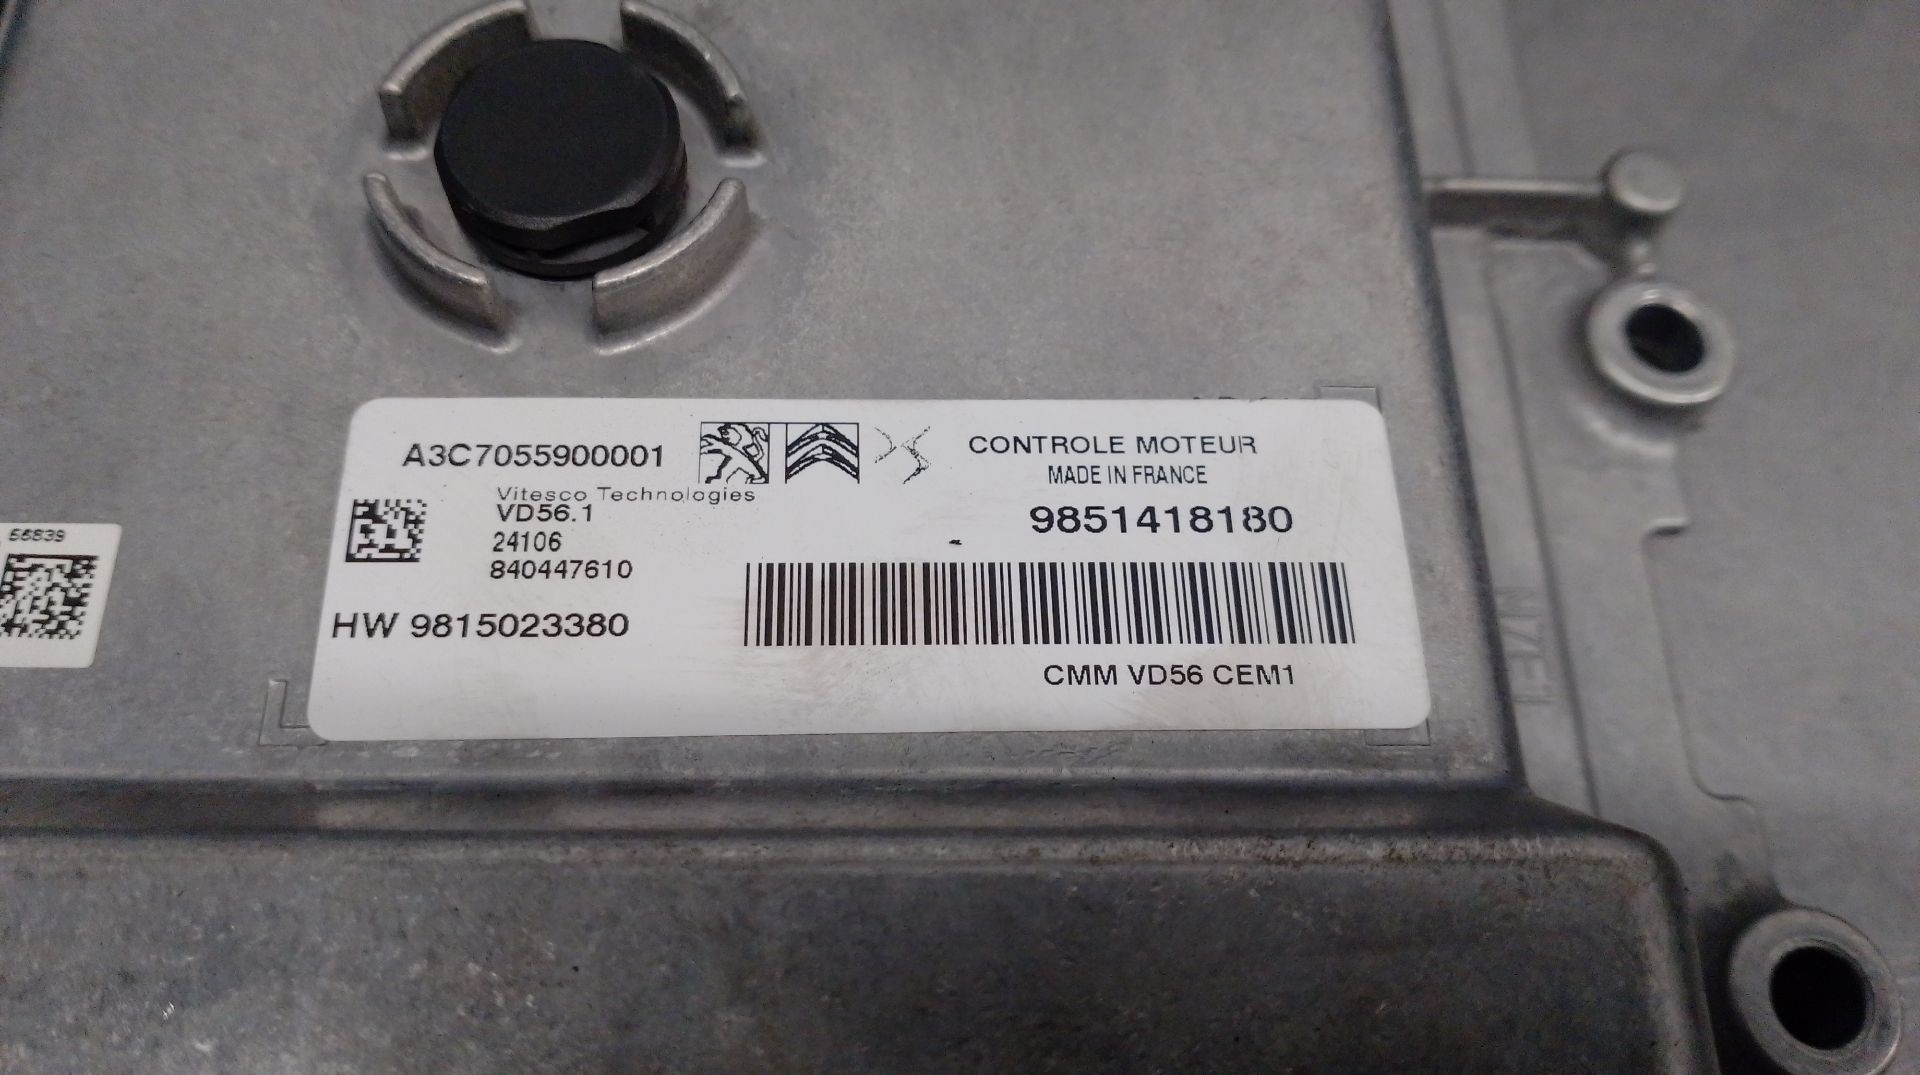 A3C7055900001
Vitesco Technologies
VD56.1
24106
840447610
HW 9815023380
CONTROLE MOTEUR
MADE IN FRANCE
9851418180
CMM VD56 CEM1
56839